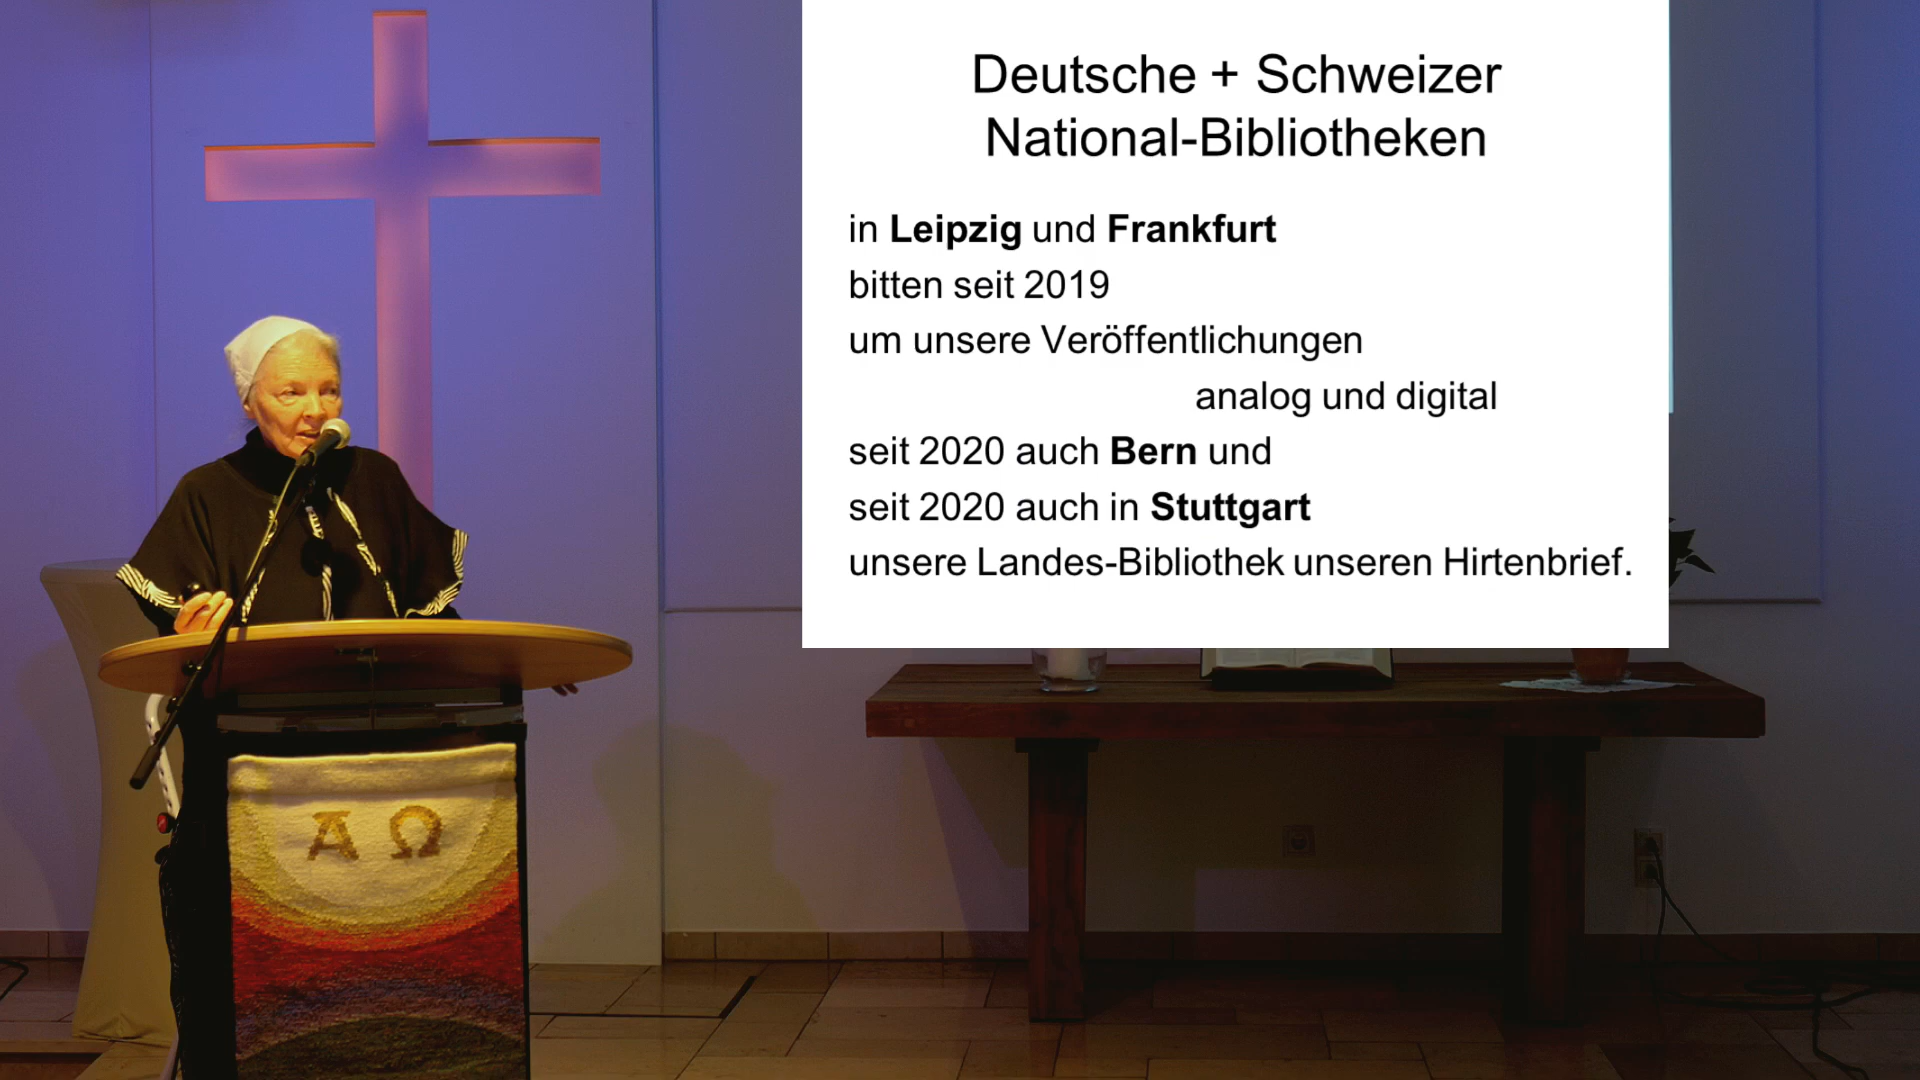 Deutsche + Schweizer
National-Bibliotheken
in Leipzig und Frankfurt
bitten seit 2019
um unsere Veröffentlichungen
analog und digital
seit 2020 auch Bern und
seit 2020 auch in Stuttgart
unsere Landes-Bibliothek unseren Hirtenbrief.
Α Ω